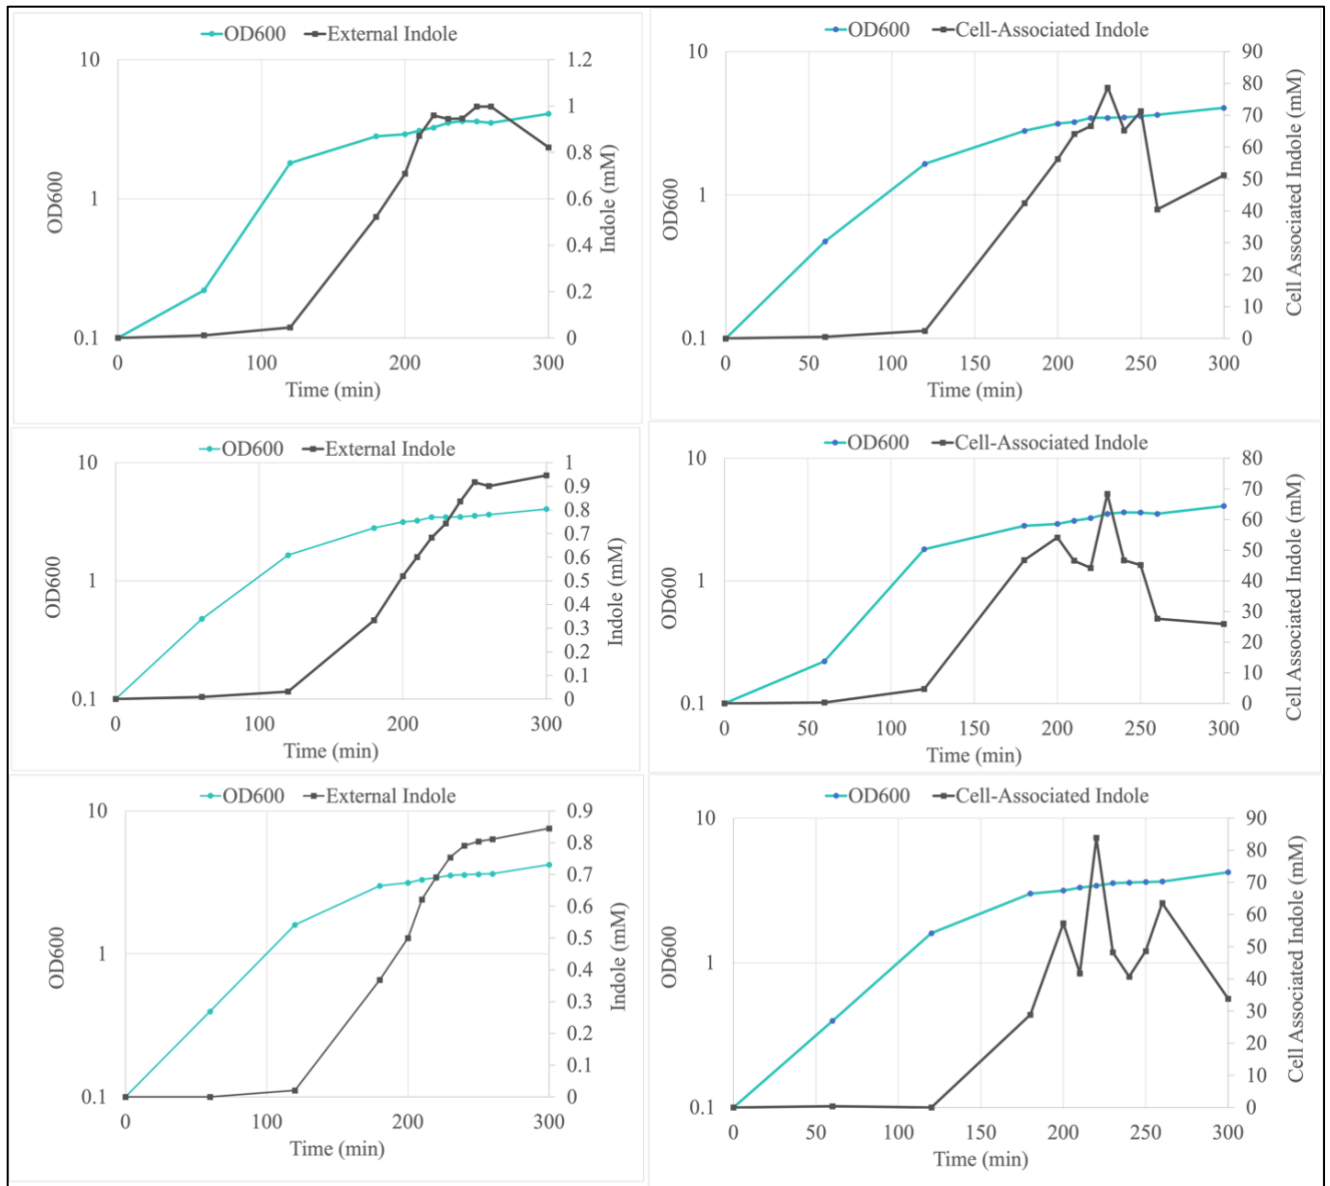 OD600 External Indole
10
1
0.1
OD600
1.2
1
0.8
0.6
0.4
0.2
0
Indole (mM)
0 100 200 300
Time (min)
OD600 Cell-Associated Indole
10
1
0.1
OD600
90
80
70
60
50
40
30
20
10
0
Cell Associated Indole (mM)
0 50 100 150 200 250 300
Time (min)
OD600 External Indole
10
1
0.1
OD600
1
0.9
0.8
0.7
0.6
0.5
0.4
0.3
0.2
0.1
0
Indole (mM)
0 100 200 300
Time (min)
OD600 Cell-Associated Indole
10
1
0.1
OD600
80
70
60
50
40
30
20
10
0
Cell Associated Indole (mM)
0 50 100 150 200 250 300
Time (min)
OD600 External Indole
10
1
0.1
OD600
0.9
0.8
0.7
0.6
0.5
0.4
0.3
0.2
0.1
0
Indole (mM)
0 100 200 300
Time (min)
OD600 Cell-Associated Indole
10
1
0.1
OD600
90
80
70
60
50
40
30
20
10
0
Cell Associated Indole (mM)
0 50 100 150 200 250 300
Time (min)